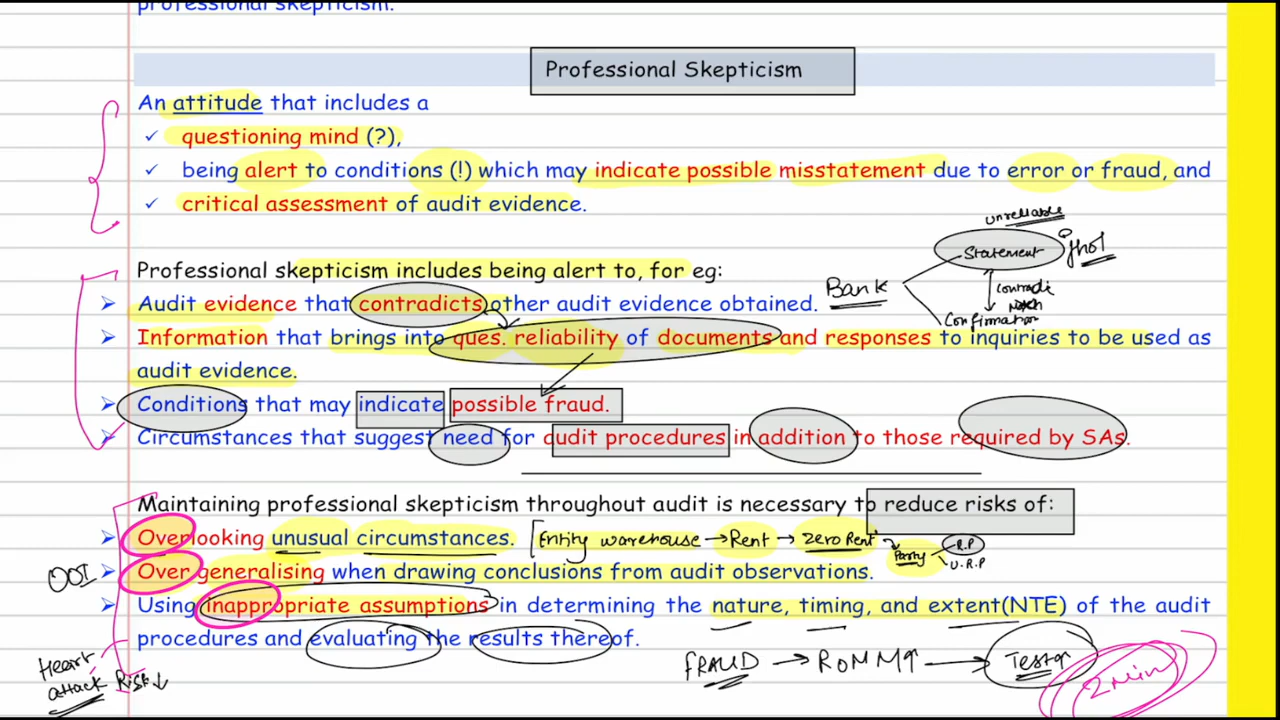 professional skepticism.
Professional Skepticism
An attitude that includes a
✓ questioning mind (?),
✓ being alert to conditions (!) which may indicate possible misstatement due to error or fraud, and
✓ critical assessment of audit evidence.
unreliable
Statement
jhol
Professional skepticism includes being alert to, for eg:
Bank
contradic
➢ Audit evidence that contradicts other audit evidence obtained.
Confirmation
➢ Information that brings into ques. reliability of documents and responses to inquiries to be used as
audit evidence.
➢ Conditions that may indicate possible fraud.
➢ Circumstances that suggest need for audit procedures in addition to those required by SAs.
Maintaining professional skepticism throughout audit is necessary to reduce risks of:
➢ Overlooking unusual circumstances. [Entity warehouse → Rent → Zero Rent → Party
R.P
U.R.P
➢ Over generalising when drawing conclusions from audit observations.
OOI
➢ Using inappropriate assumptions in determining the nature, timing, and extent(NTE) of the audit
procedures and evaluating the results thereof.
Heart
attack Risk ↓
FRAUD → ROMM↑ → Test↑
2 Min